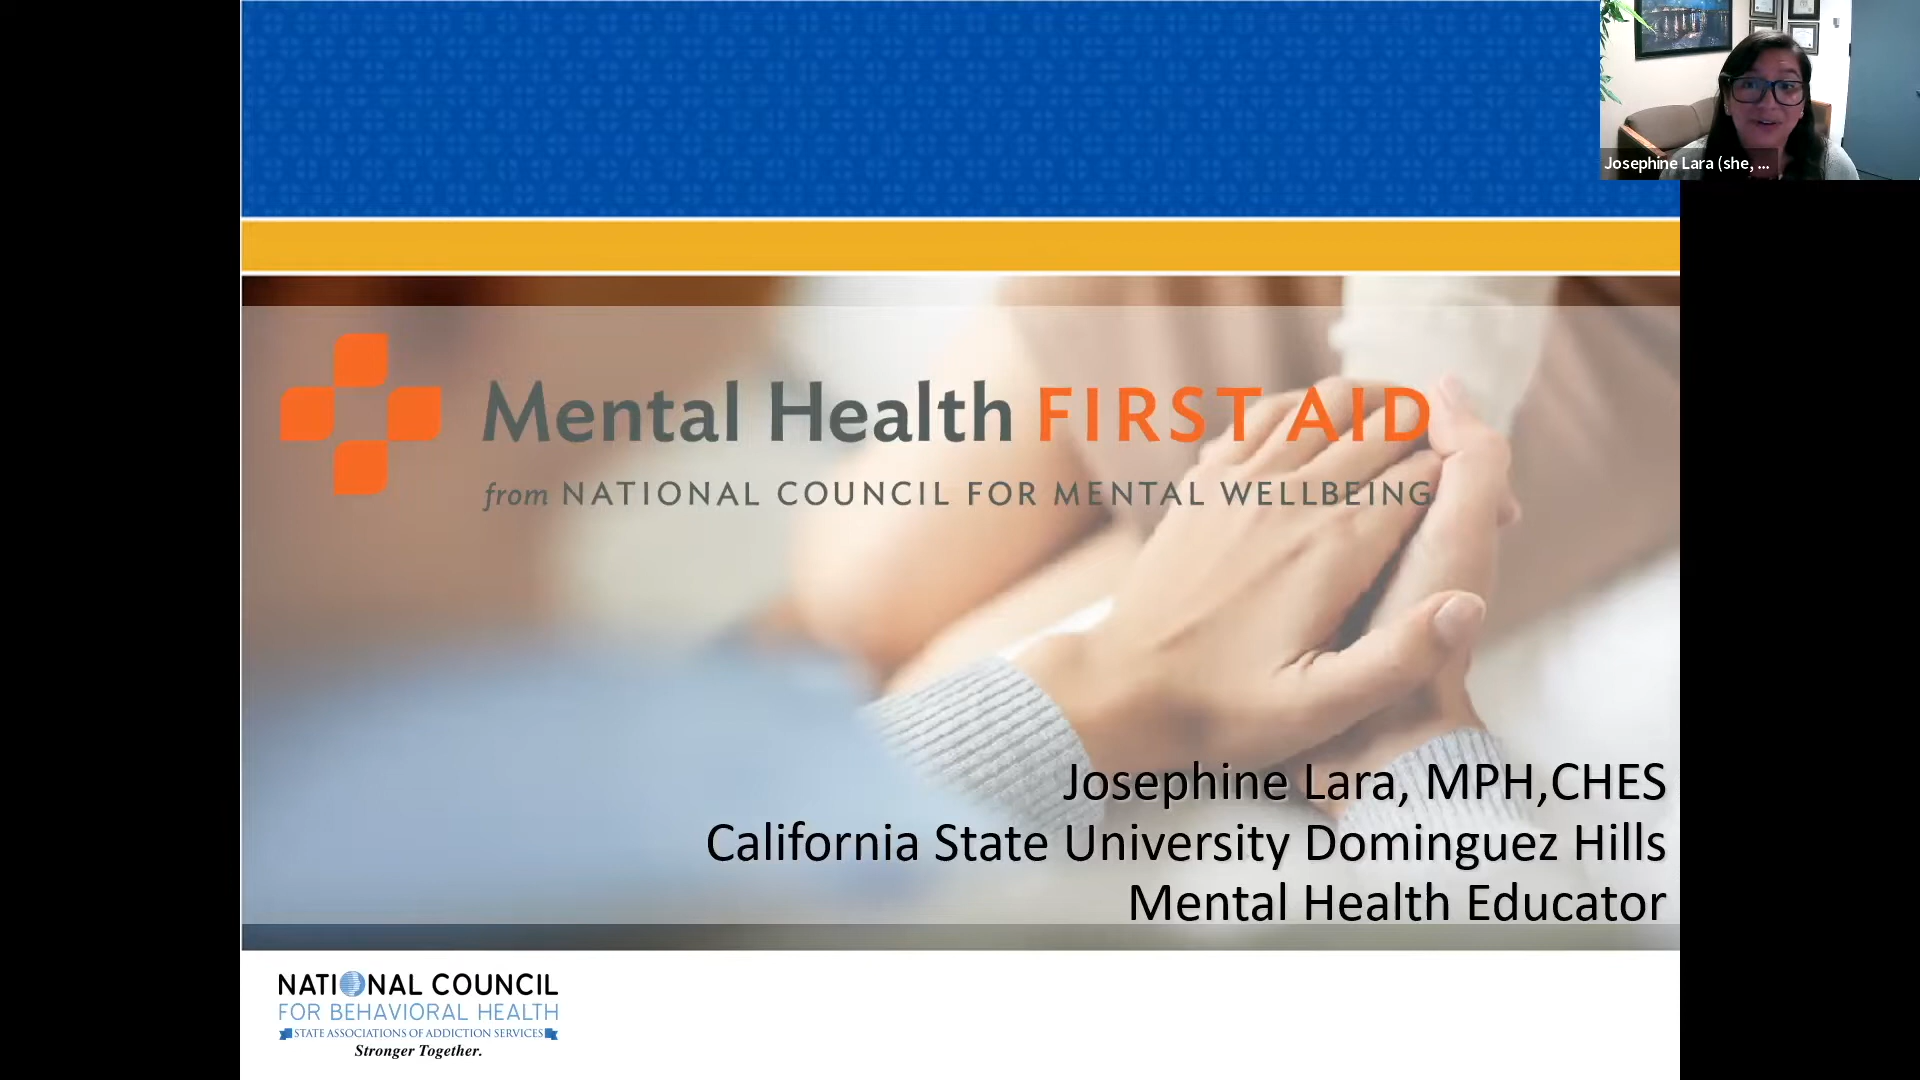 Josephine Lara (she, ...
Mental Health FIRST AID
from NATIONAL COUNCIL FOR MENTAL WELLBEING
Josephine Lara, MPH,CHES
California State University Dominguez Hills
Mental Health Educator
NATIONAL COUNCIL
FOR BEHAVIORAL HEALTH
STATE ASSOCIATIONS OF ADDICTION SERVICES
Stronger Together.